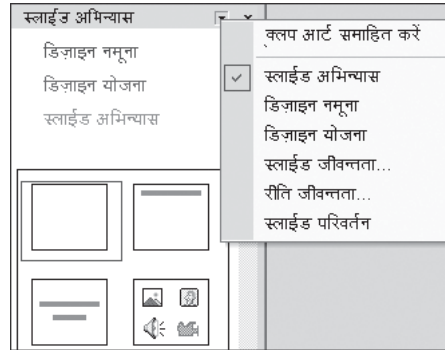 स्लाईड अभिन्यास
डिज़ाइन नमूना
डिज़ाइन योजना
स्लाईड अभिन्यास
क्लप आर्ट समाहित करें
स्लाईड अभिन्यास
डिज़ाइन नमूना
डिज़ाइन योजना
स्लाईड जीवन्तता...
रीति जीवन्तता...
स्लाईड परिवर्तन